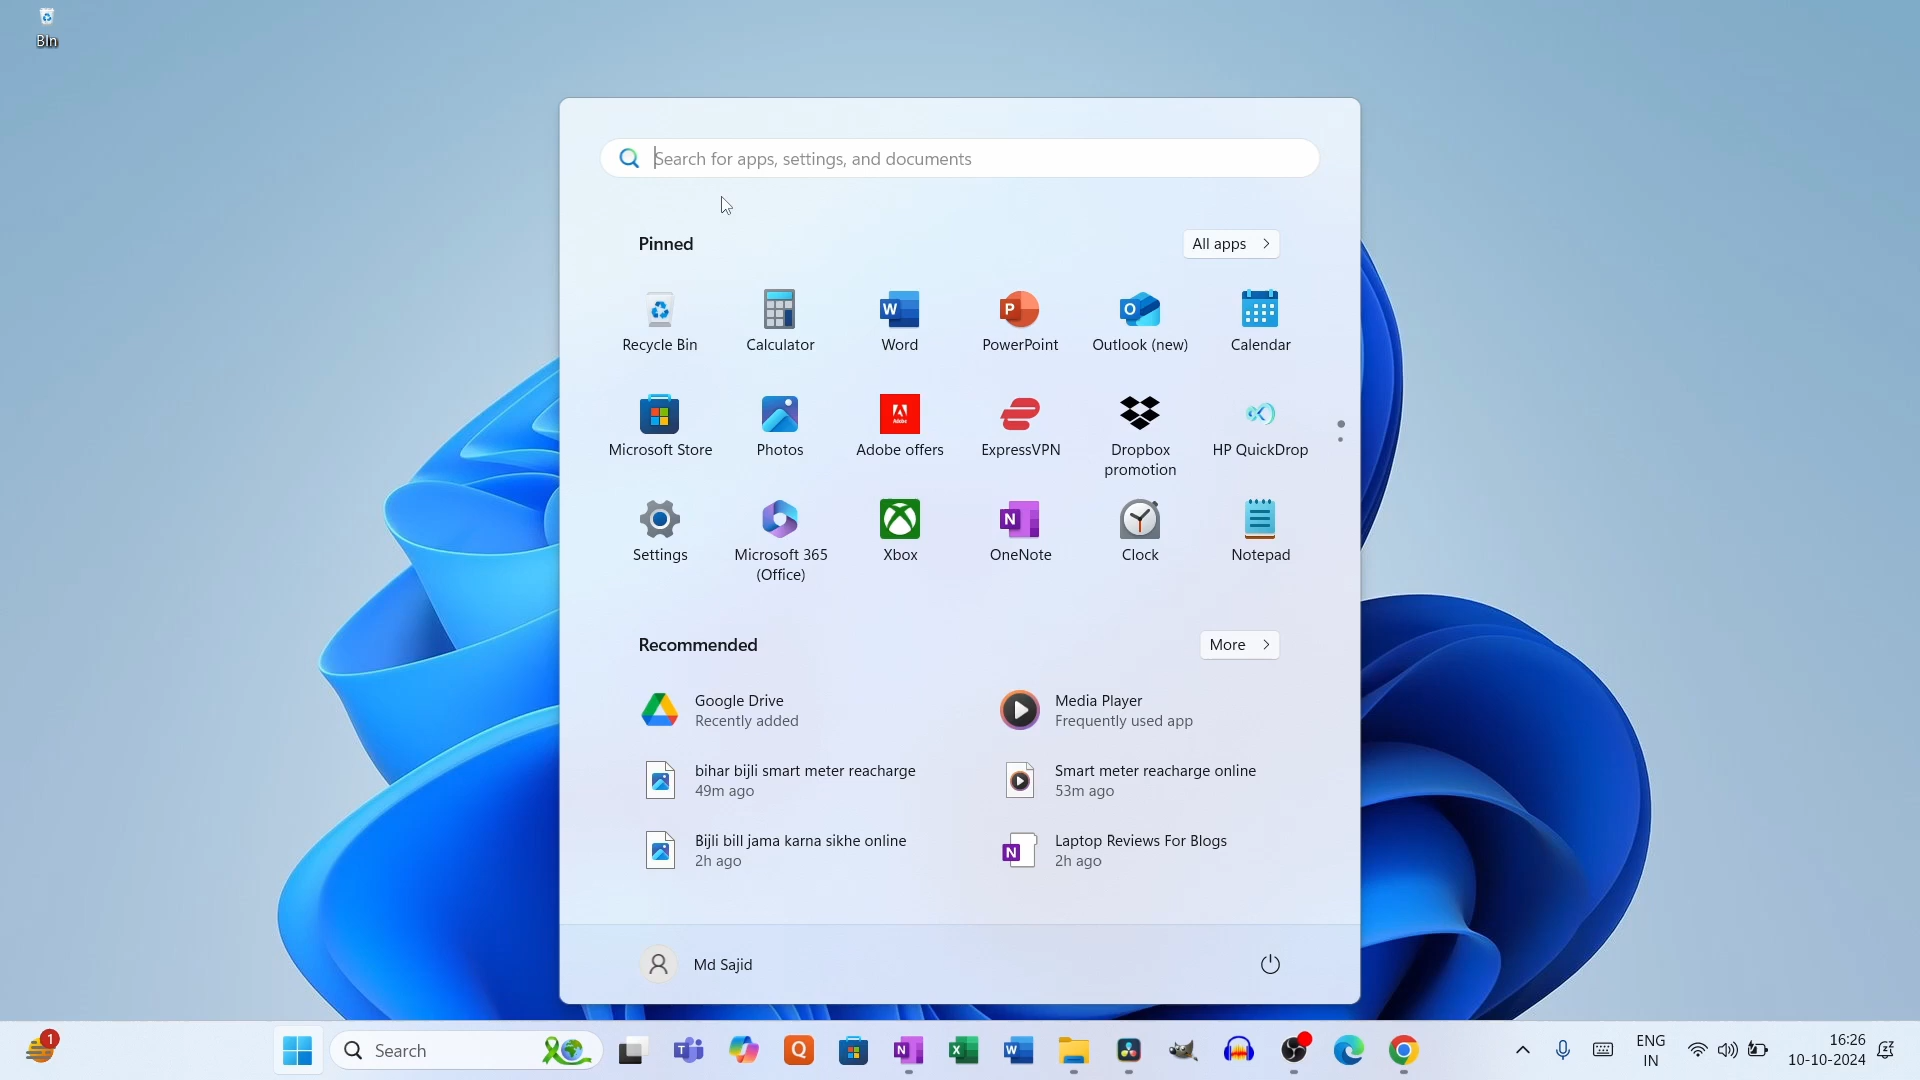 BIn
Search for apps, settings, and documents
Pinned
All apps
Recycle Bin
Calculator
Word
PowerPoint
Outlook (new)
Calendar
Microsoft Store
Photos
Adobe offers
ExpressVPN
Dropbox
promotion
HP QuickDrop
Settings
Microsoft 365
(Office)
Xbox
OneNote
Clock
Notepad
Recommended
More
Google Drive
Recently added
Media Player
Frequently used app
bihar bijli smart meter reacharge
49m ago
Smart meter reacharge online
53m ago
Bijli bill jama karna sikhe online
2h ago
Laptop Reviews For Blogs
2h ago
Md Sajid
1
Search
ENG
IN
16:26
10-10-2024